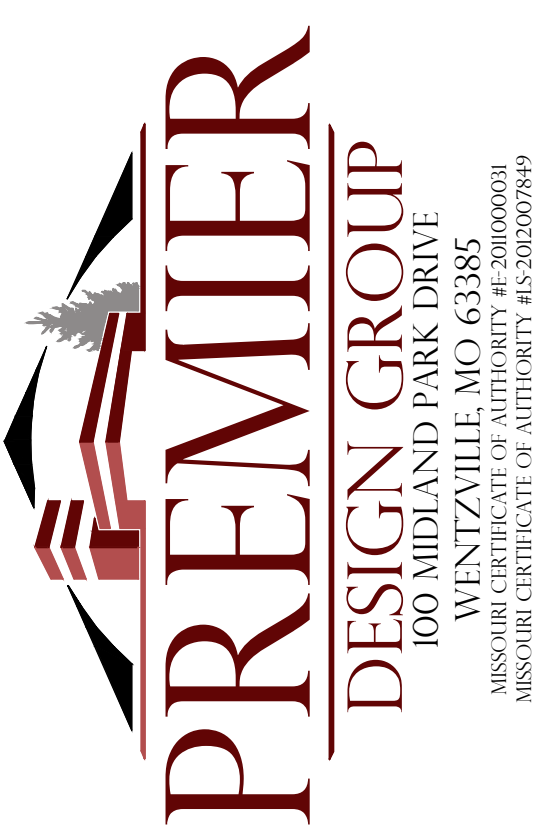 PREMIER
DESIGN GROUP
100 MIDLAND PARK DRIVE
WENTZVILLE, MO 63385
MISSOURI CERTIFICATE OF AUTHORITY #E-2011000031
MISSOURI CERTIFICATE OF AUTHORITY #LS-2012007849